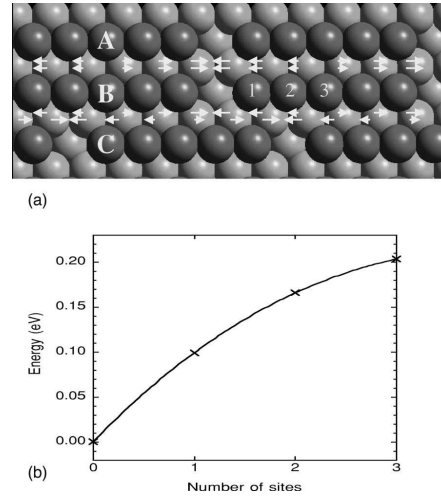 A
B 1 2 3
C
(a)
0.20
0.15
0.10
0.05
0.00
Energy (eV)
0 1 2 3
Number of sites
(b)